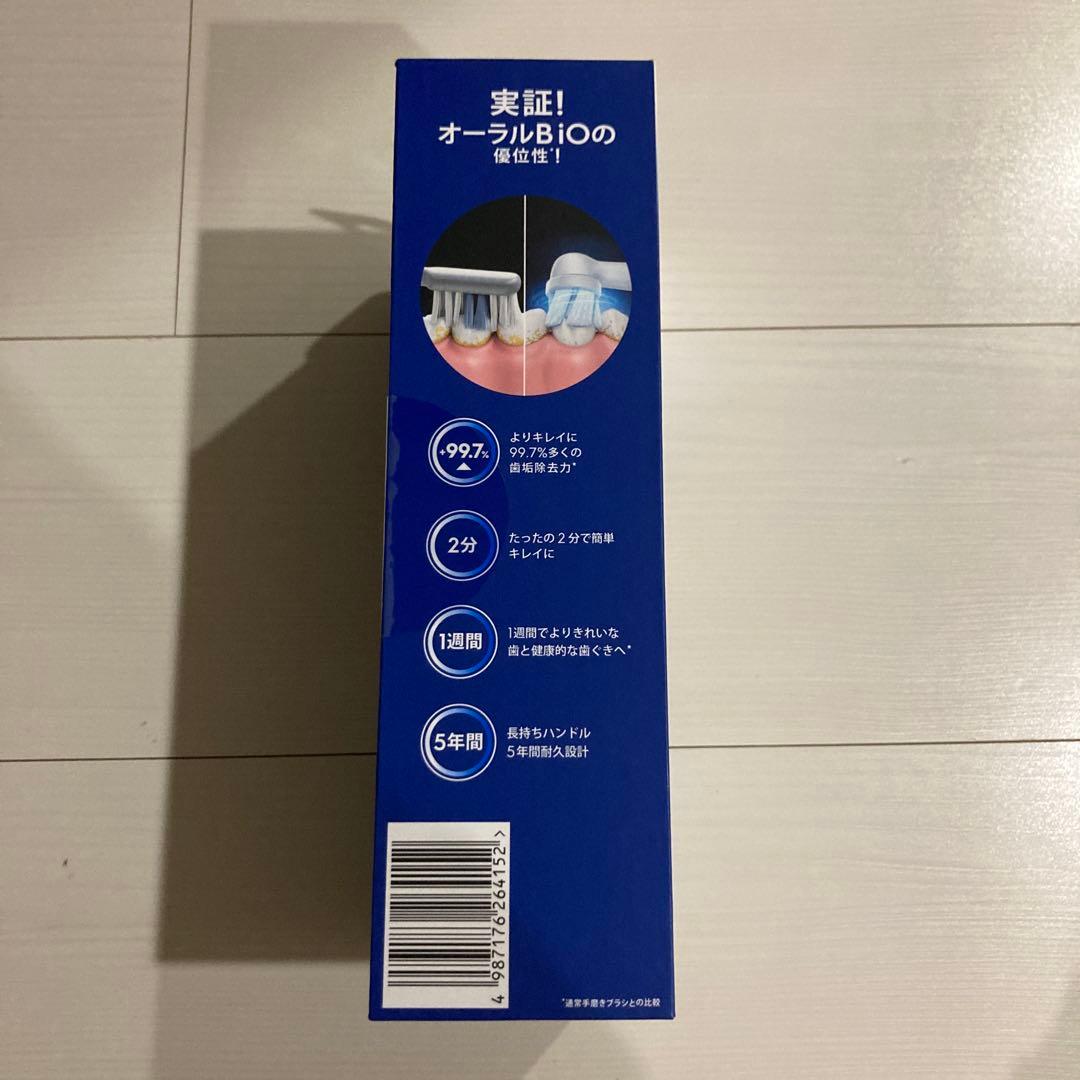 実証!
オーラルB iOの
優位性*!
+99.7%
よりキレイに
99.7%多くの
歯垢除去力*
2分
たったの2分で簡単
キレイに
1週間
1週間でよりきれいな
歯と健康的な歯ぐきへ*
5年間
長持ちハンドル
5年間耐久設計
4 987176 264152 >
*通常手磨きブラシとの比較